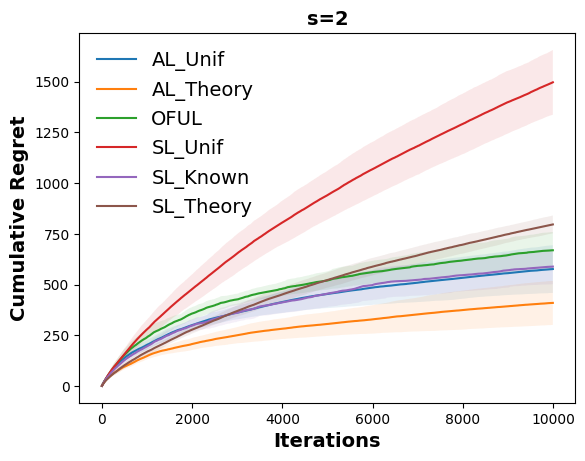 s=2
Cumulative Regret
1500
1250
1000
750
500
250
0
AL_Unif
AL_Theory
OFUL
SL_Unif
SL_Known
SL_Theory
0 2000 4000 6000 8000 10000
Iterations